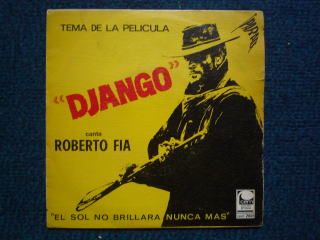 TEMA DE LA PELICULA
"DJANGO"
canta
ROBERTO FIA
"EL SOL NO BRILLARA NUNCA MAS"